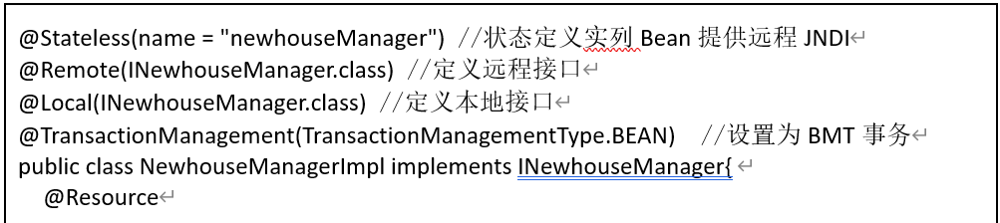 @Stateless(name = "newhouseManager")  //状态定义实列 Bean 提供远程 JNDI
@Remote(INewhouseManager.class)  //定义远程接口
@Local(INewhouseManager.class)  //定义本地接口
@TransactionManagement(TransactionManagementType.BEAN)    //设置为 BMT 事务
public class NewhouseManagerImpl implements INewhouseManager{
    @Resource